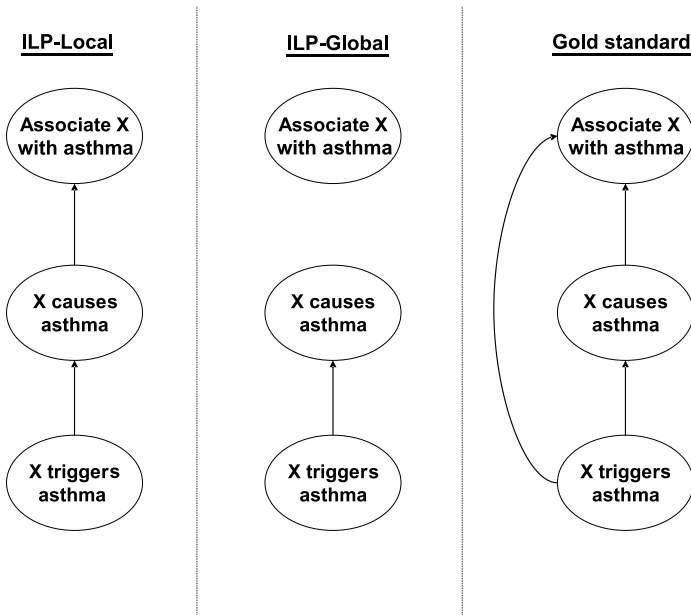 ILP-Local
Associate X
with asthma
X causes
asthma
X triggers
asthma
ILP-Global
Associate X
with asthma
X causes
asthma
X triggers
asthma
Gold standard
Associate X
with asthma
X causes
asthma
X triggers
asthma